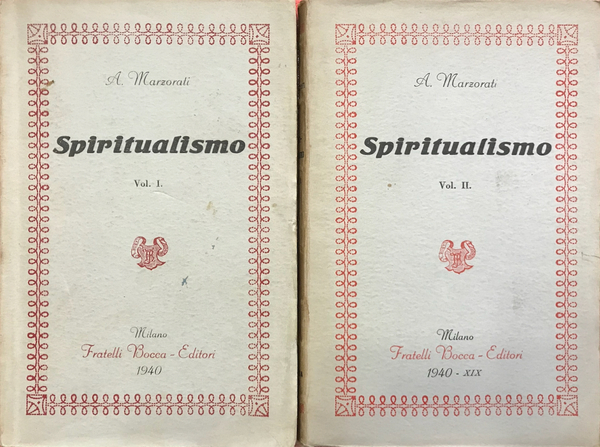 A. Marzorati
Spiritualismo
Vol. I.
Milano
Fratelli Bocca - Editori
1940
A. Marzorati
Spiritualismo
Vol. II.
Milano
Fratelli Bocca - Editori
1940 - XIX